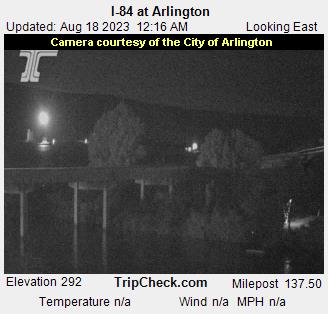 I-84 at Arlington
Updated: Aug 18 2023 12:16 AM Looking East
Camera courtesy of the City of Arlington
Elevation 292 TripCheck.com Milepost 137.50
Temperature n/a Wind n/a MPH n/a